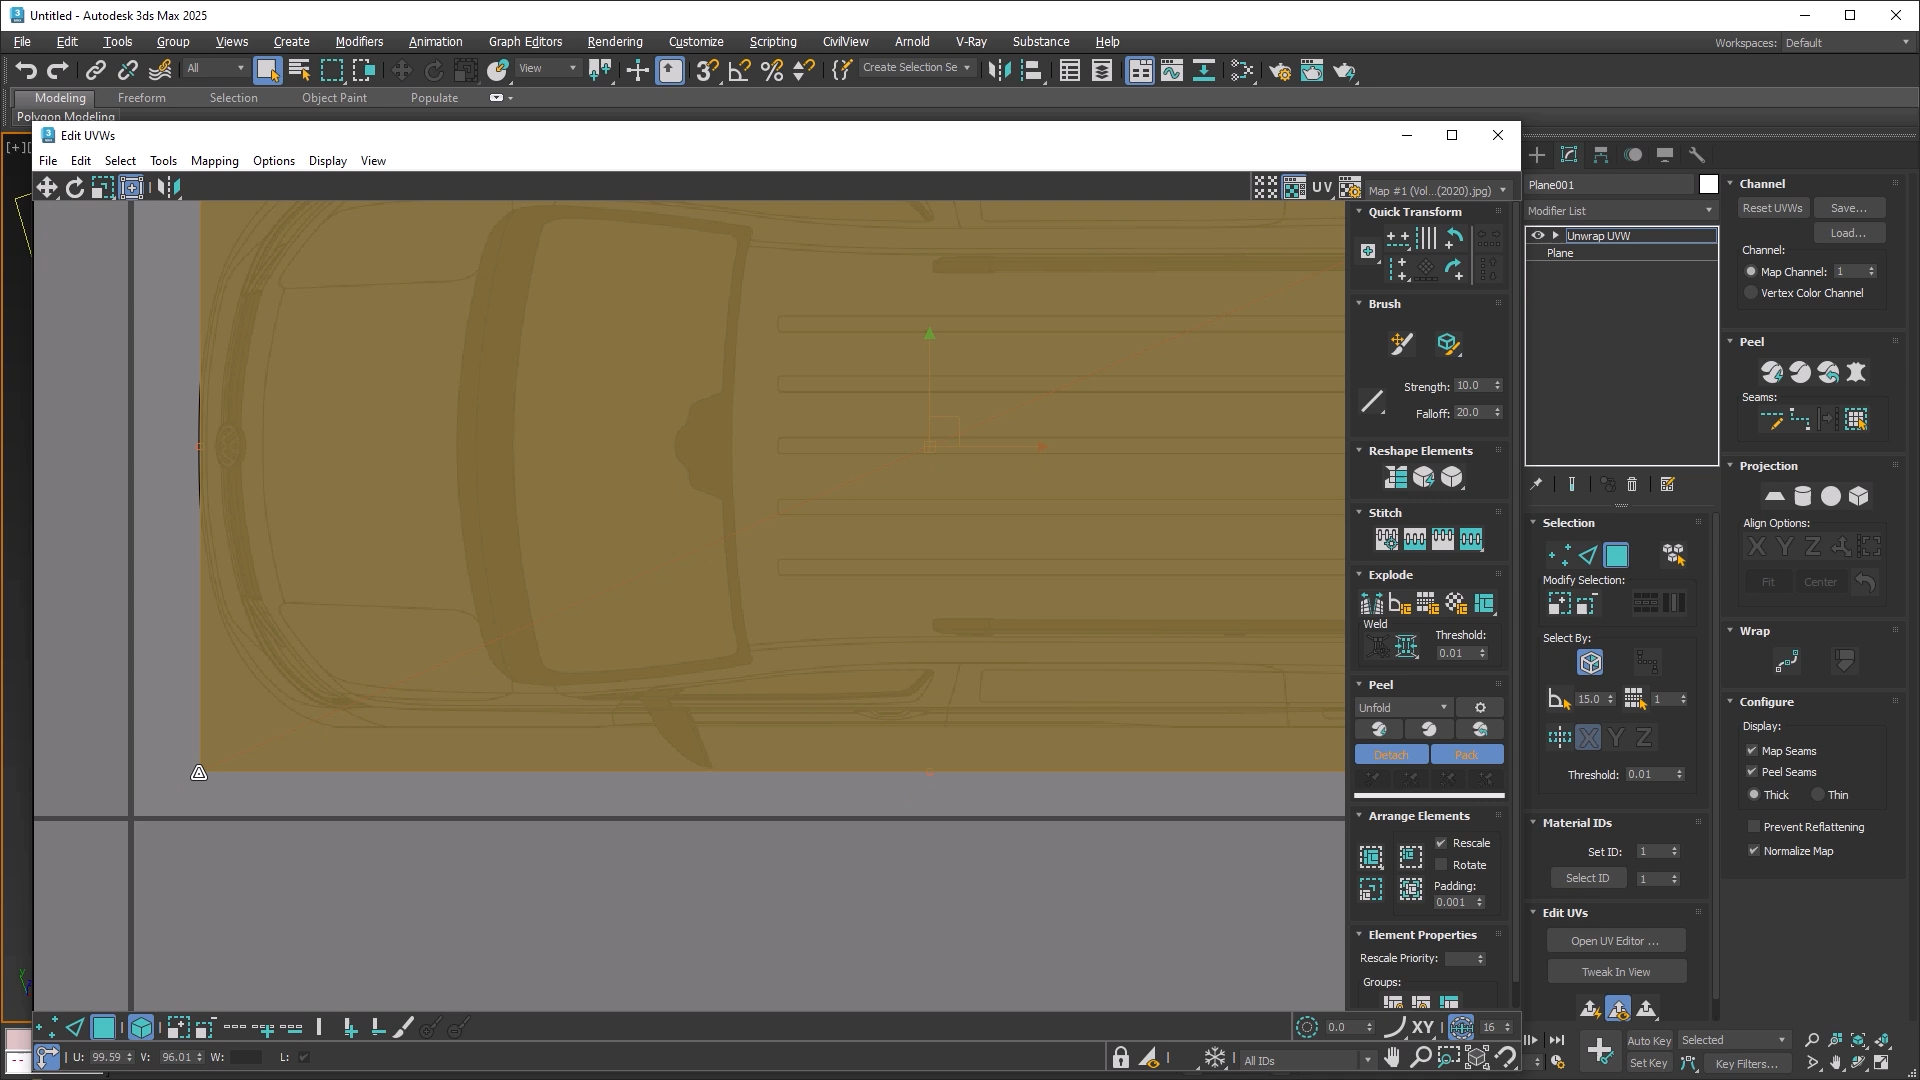 Untitled - Autodesk 3ds Max 2025
File Edit Tools Group Views Create Modifiers Animation Graph Editors Rendering Customize Scripting CivilView Arnold V-Ray Substance Help
Workspaces: Default
All View Create Selection Se
Modeling Freeform Selection Object Paint Populate
Polygon Modeling
[+]
Edit UVWs
File Edit Select Tools Mapping Options Display View
UV Map #1 (Vol...(2020).jpg)
Quick Transform
Brush
Strength: 10.0
Falloff: 20.0
Reshape Elements
Stitch
Explode
Weld
Threshold:
0.01
Peel
Unfold
Detach Pack
Arrange Elements
Rescale
Rotate
Padding:
0.001
Element Properties
Rescale Priority:
Groups:
0.0 XY 16
U: 99.59 V: 96.01 W: L:
All IDs
Plane001
Modifier List
Unwrap UVW
Plane
Selection
Modify Selection:
Select By:
15.0 1
X Y Z
Threshold: 0.01
Material IDs
Set ID: 1
Select ID 1
Edit UVs
Open UV Editor ...
Tweak In View
Channel
Reset UVWs Save...
Load...
Channel:
Map Channel: 1
Vertex Color Channel
Peel
Seams:
Projection
Align Options:
X Y Z
Fit Center
Wrap
Configure
Display:
Map Seams
Peel Seams
Thick Thin
Prevent Reflattening
Normalize Map
Auto Key Selected
Set Key Key Filters...